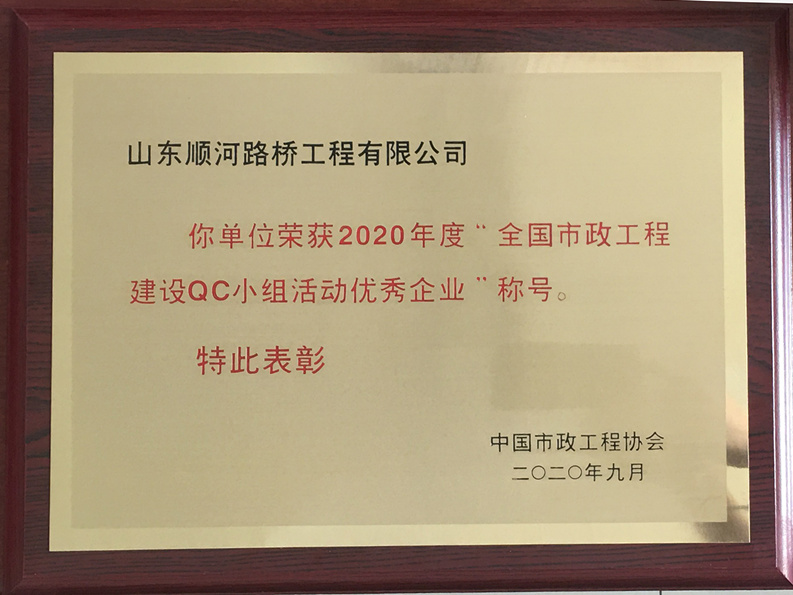 山东顺河路桥工程有限公司
你单位荣获2020年度“全国市政工程
建设QC小组活动优秀企业”称号。
特此表彰
中国市政工程协会
二〇二〇年九月